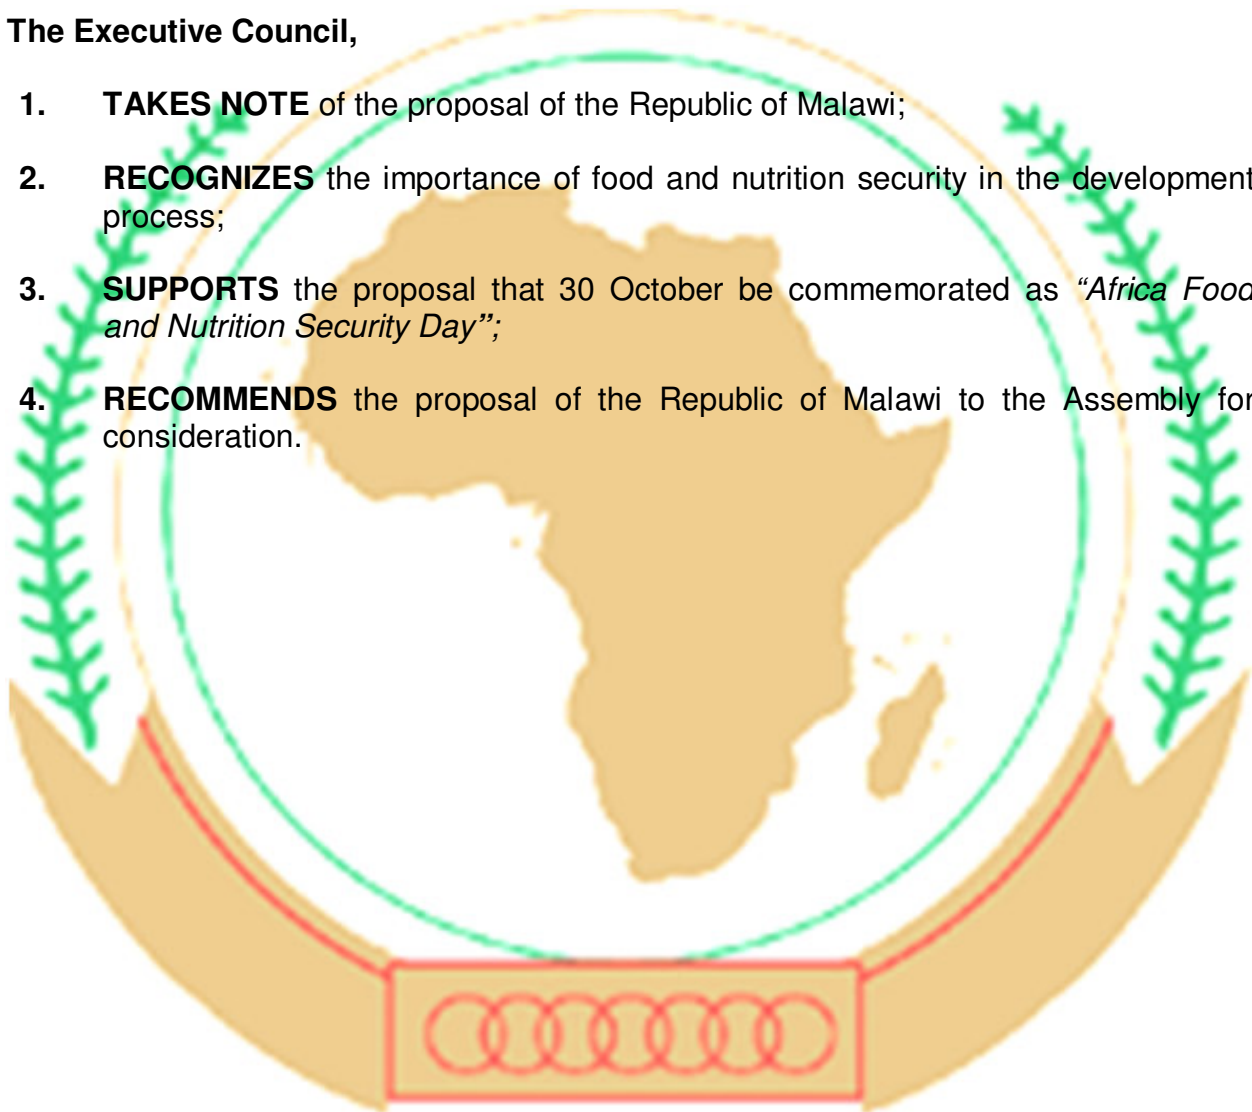 The Executive Council,
1. TAKES NOTE of the proposal of the Republic of Malawi;
2. RECOGNIZES the importance of food and nutrition security in the development
process;
3. SUPPORTS the proposal that 30 October be commemorated as “Africa Food
and Nutrition Security Day”;
4. RECOMMENDS the proposal of the Republic of Malawi to the Assembly for
consideration.